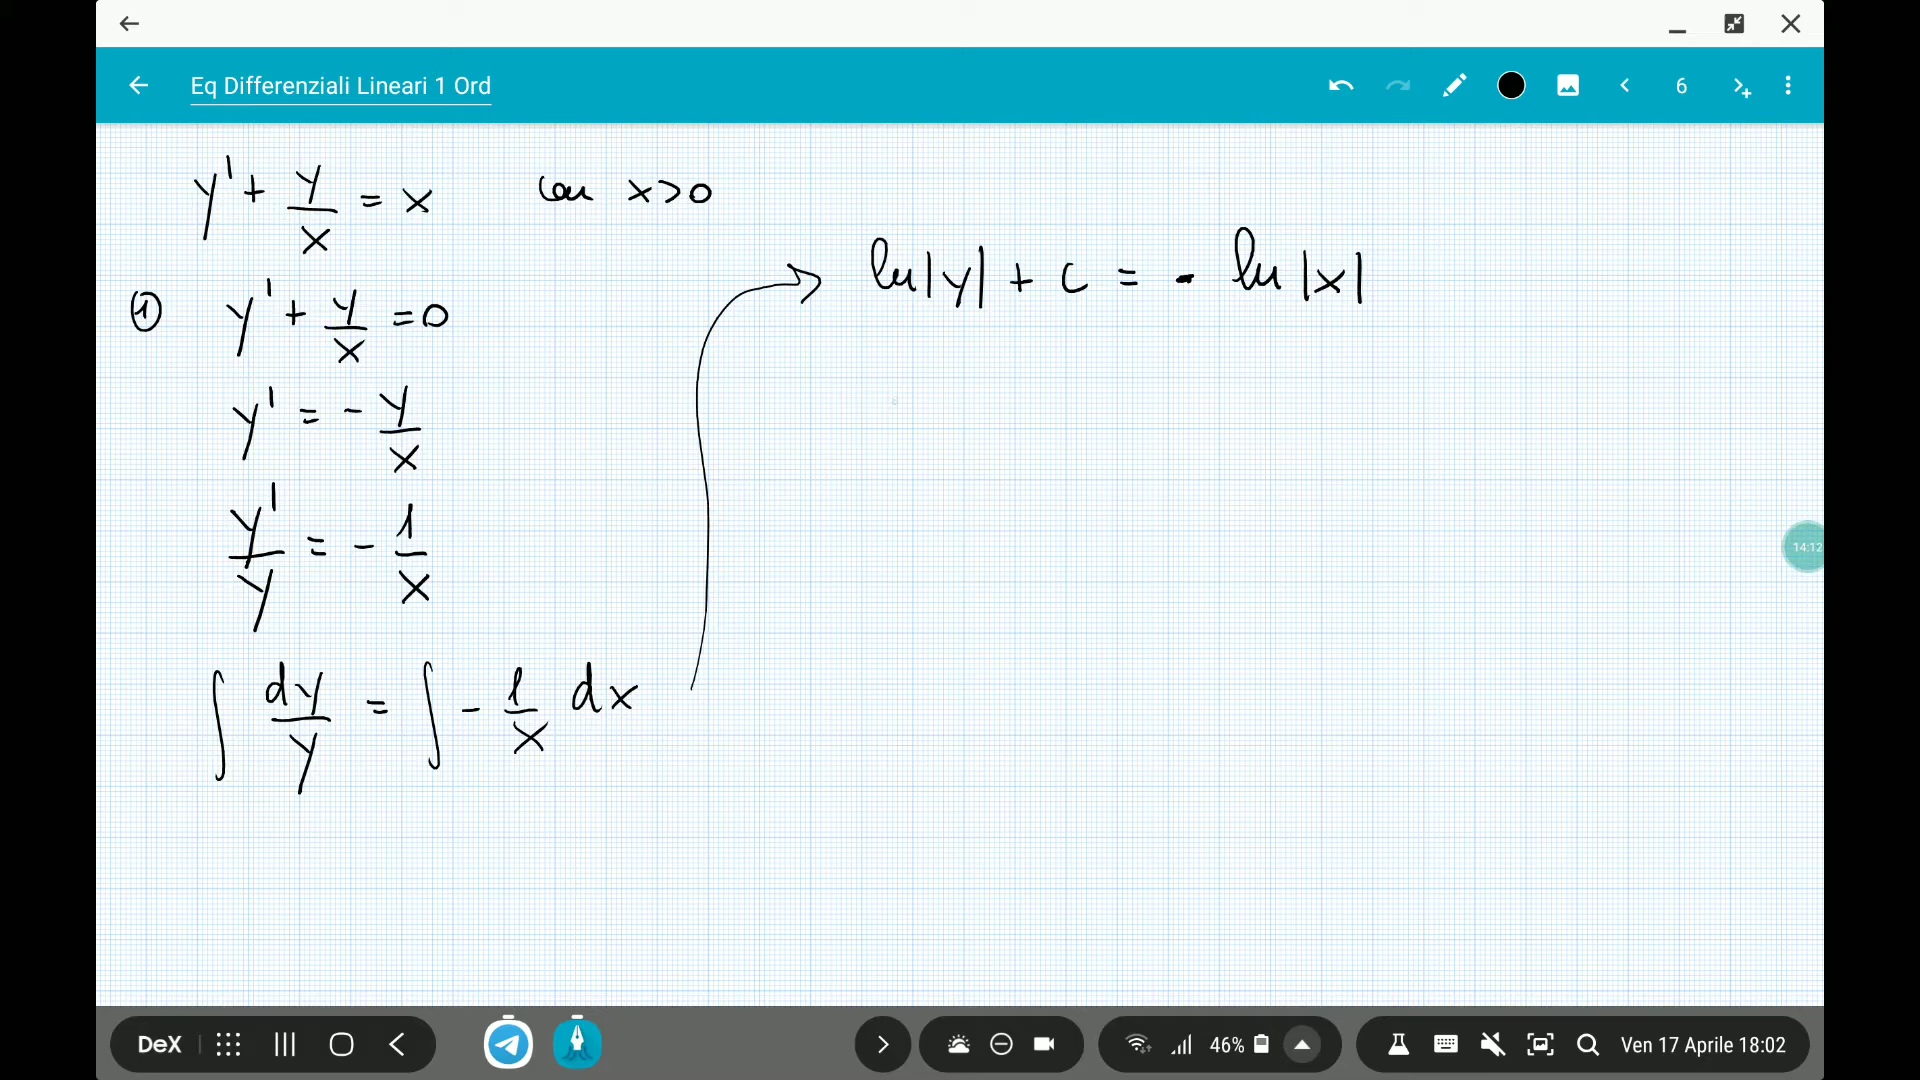 Eq Differenziali Lineari 1 Ord
6
y' + y/x = x con x>0
① y' + y/x = 0
y' = - y/x
y'/y = - 1/x
∫ dy/y = ∫ - 1/x dx
ln|y| + c = - ln|x|
14:12
DeX
46%
Ven 17 Aprile 18:02